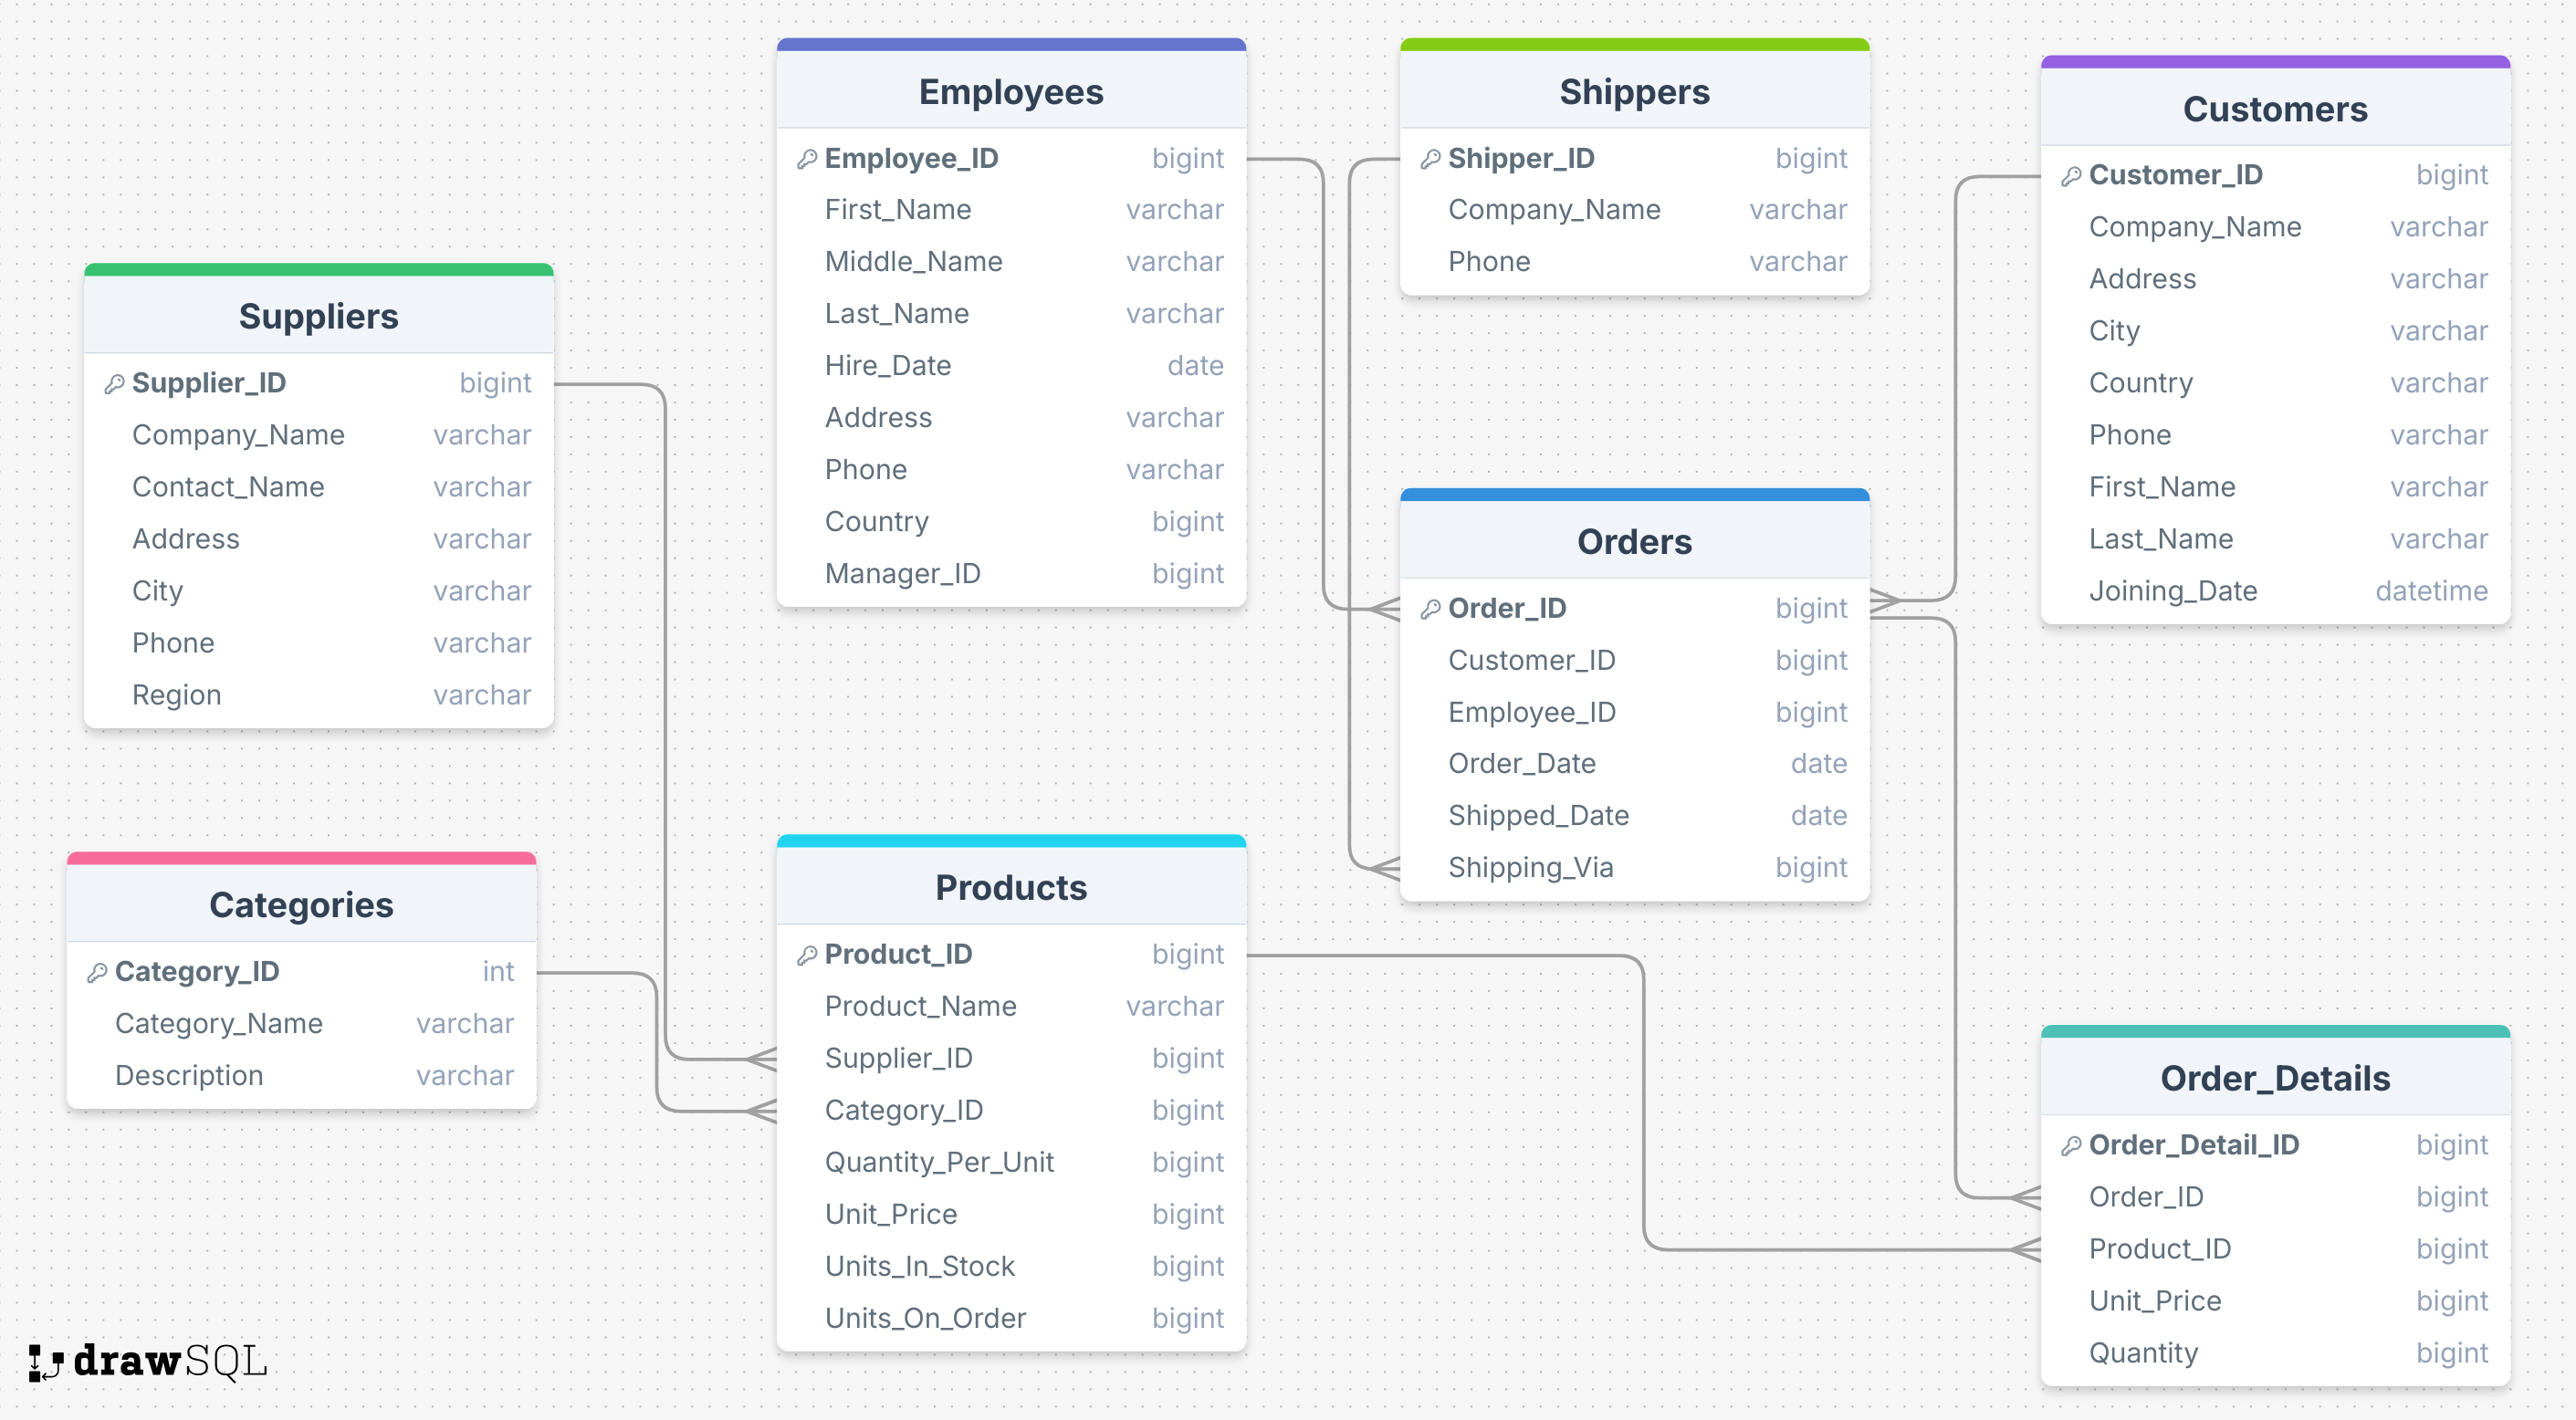 Employees
Employee_ID bigint
First_Name varchar
Middle_Name varchar
Last_Name varchar
Hire_Date date
Address varchar
Phone varchar
Country bigint
Manager_ID bigint
Shippers
Shipper_ID bigint
Company_Name varchar
Phone varchar
Customers
Customer_ID bigint
Company_Name varchar
Address varchar
City varchar
Country varchar
Phone varchar
First_Name varchar
Last_Name varchar
Joining_Date datetime
Suppliers
Supplier_ID bigint
Company_Name varchar
Contact_Name varchar
Address varchar
City varchar
Phone varchar
Region varchar
Orders
Order_ID bigint
Customer_ID bigint
Employee_ID bigint
Order_Date date
Shipped_Date date
Shipping_Via bigint
Categories
Category_ID int
Category_Name varchar
Description varchar
Products
Product_ID bigint
Product_Name varchar
Supplier_ID bigint
Category_ID bigint
Quantity_Per_Unit bigint
Unit_Price bigint
Units_In_Stock bigint
Units_On_Order bigint
Order_Details
Order_Detail_ID bigint
Order_ID bigint
Product_ID bigint
Unit_Price bigint
Quantity bigint
drawSQL